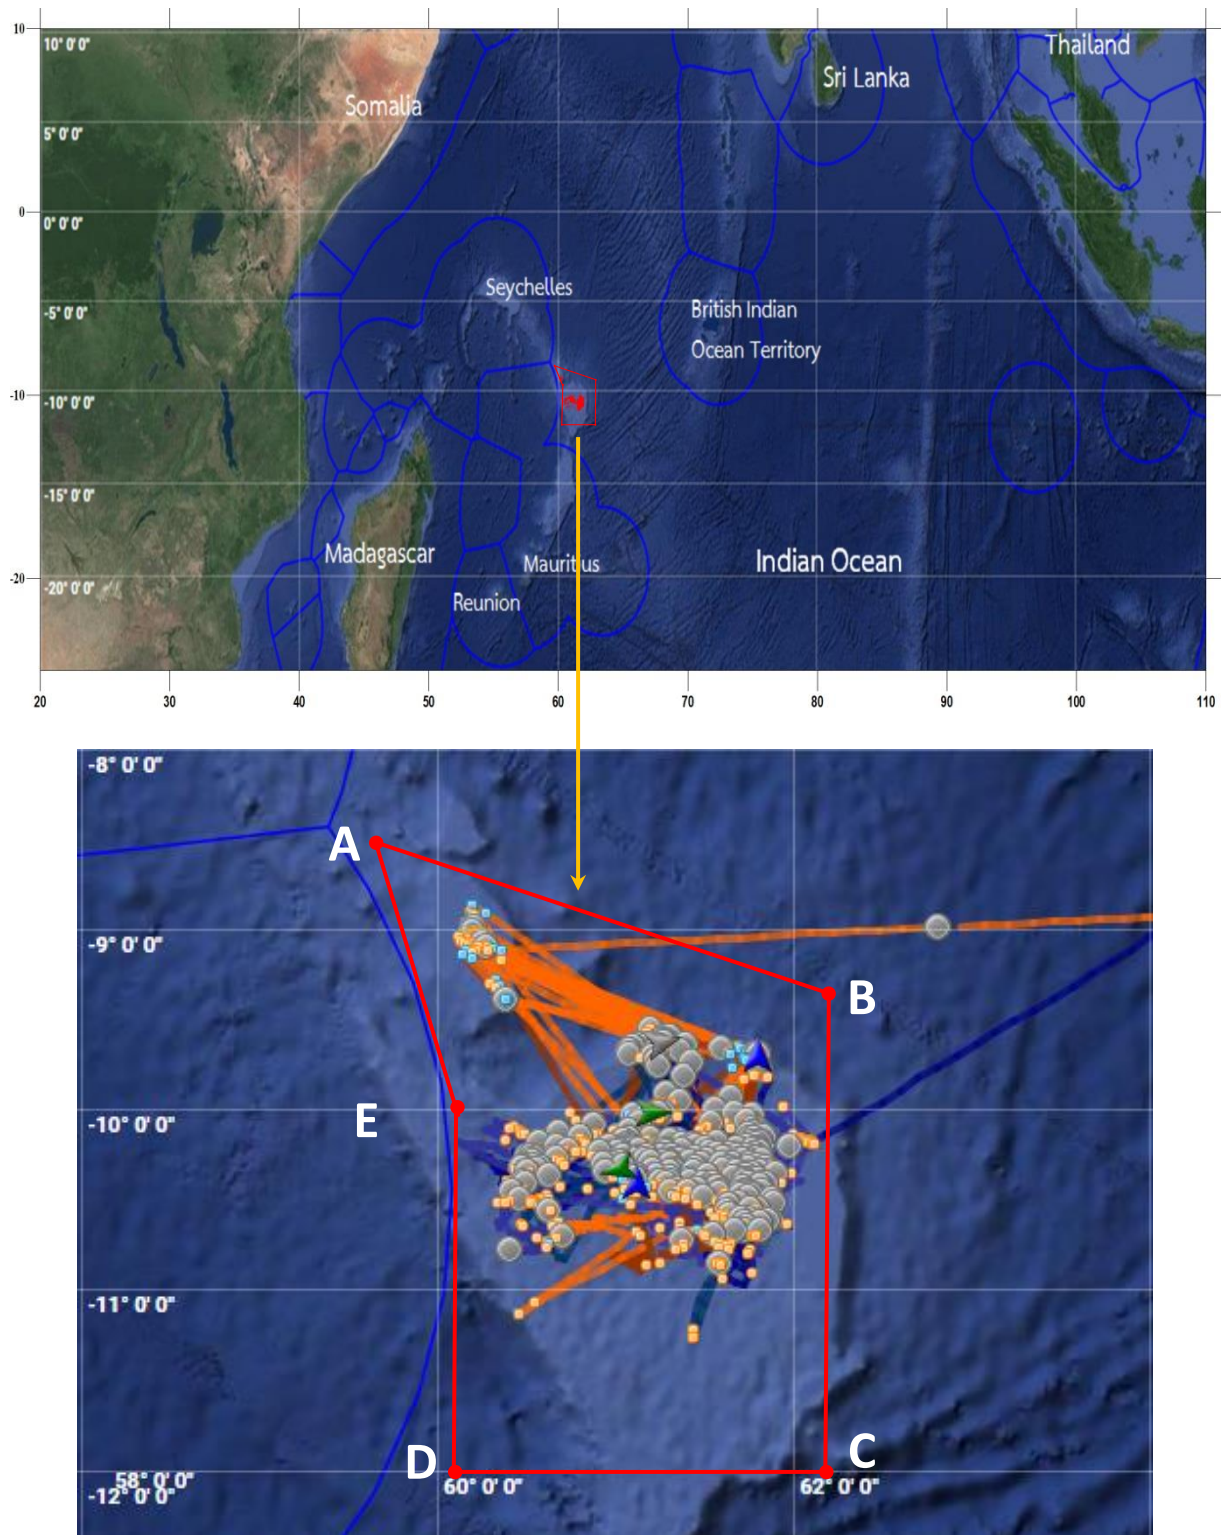 10
10° 0' 0"
Thailand
Sri Lanka
Somalia
5° 0' 0"
0
0° 0' 0"
Seychelles
-5° 0' 0"
British Indian
Ocean Territory
-10
-10° 0' 0"
-15° 0' 0"
Madagascar
Mauritius
Indian Ocean
-20
-20° 0' 0"
Reunion
20
30
40
50
60
70
80
90
100
110
-8° 0' 0"
A
-9° 0' 0"
B
E
-10° 0' 0"
-11° 0' 0"
D
C
58° 0' 0"
60° 0' 0"
62° 0' 0"
-12° 0' 0"